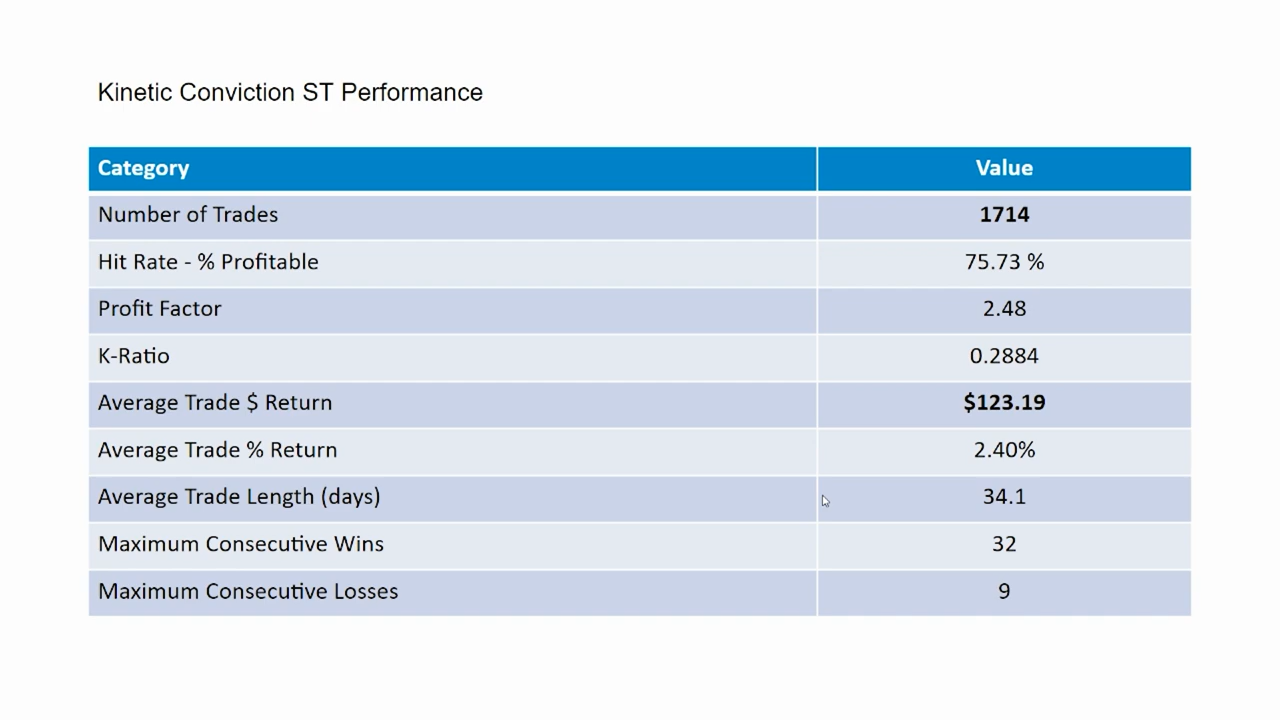 Kinetic Conviction ST Performance
Category Value
Number of Trades 1714
Hit Rate - % Profitable 75.73 %
Profit Factor 2.48
K-Ratio 0.2884
Average Trade $ Return $123.19
Average Trade % Return 2.40%
Average Trade Length (days) 34.1
Maximum Consecutive Wins 32
Maximum Consecutive Losses 9